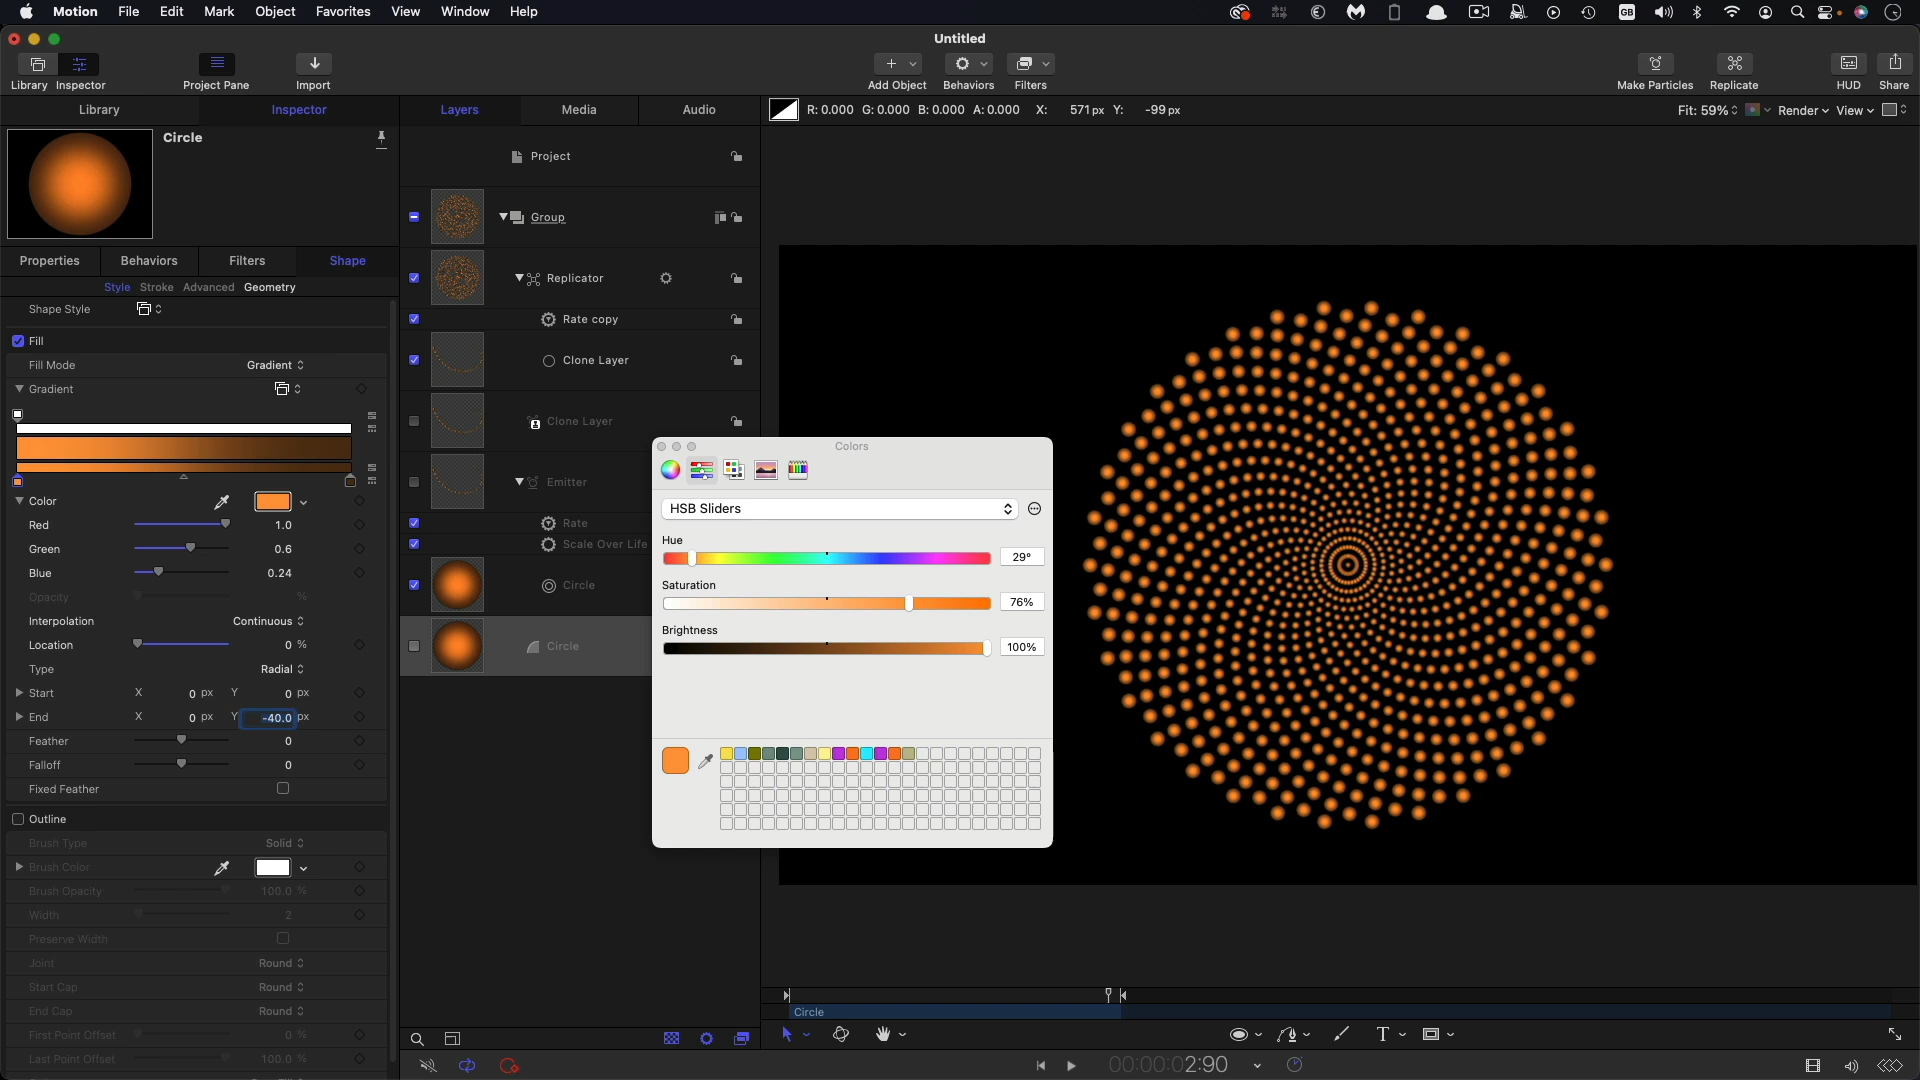 Motion File Edit Mark Object Favorites View Window Help GB
Untitled
Library Inspector Project Pane Import Add Object Behaviors Filters Make Particles Replicate HUD Share
Library Inspector Layers Media Audio R: 0.000 G: 0.000 B: 0.000 A: 0.000 X: 571 px Y: -99 px Fit: 59% Render View
Circle
Project
Group
Properties Behaviors Filters Shape
Replicator
Style Stroke Advanced Geometry
Shape Style
Rate copy
Fill
Fill Mode Gradient
Clone Layer
Gradient
Clone Layer
Emitter
Color
Red 1.0
Rate
Green 0.6
Scale Over Life
Blue 0.24
Circle
Opacity %
Interpolation Continuous
Location 0 %
Circle
Type Radial
Start X 0 px Y 0 px
End X 0 px Y -40.0 px
Feather 0
Falloff 0
Fixed Feather
Outline
Brush Type Solid
Brush Color
Brush Opacity 100.0 %
Width 2
Preserve Width
Joint Round
Start Cap Round
End Cap Round
First Point Offset 0 %
Last Point Offset 100.0 %
Colors
HSB Sliders
Hue
29°
Saturation
76%
Brightness
100%
Circle
T
00:00:02:90